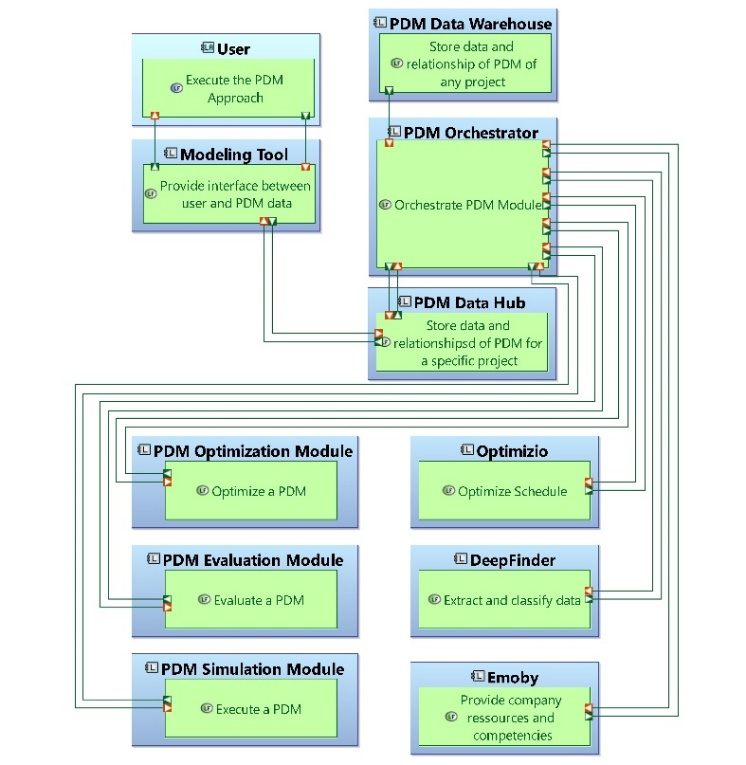 User
Execute the PDM
Approach
PDM Data Warehouse
Store data and
relationship of PDM of
any project
Modeling Tool
Provide interface between
user and PDM data
PDM Orchestrator
Orchestrate PDM Module
PDM Data Hub
Store data and
relationshipsd of PDM for
a specific project
PDM Optimization Module
Optimize a PDM
Optimizio
Optimize Schedule
PDM Evaluation Module
Evaluate a PDM
DeepFinder
Extract and classify data
PDM Simulation Module
Execute a PDM
Emoby
Provide company
ressources and
competencies